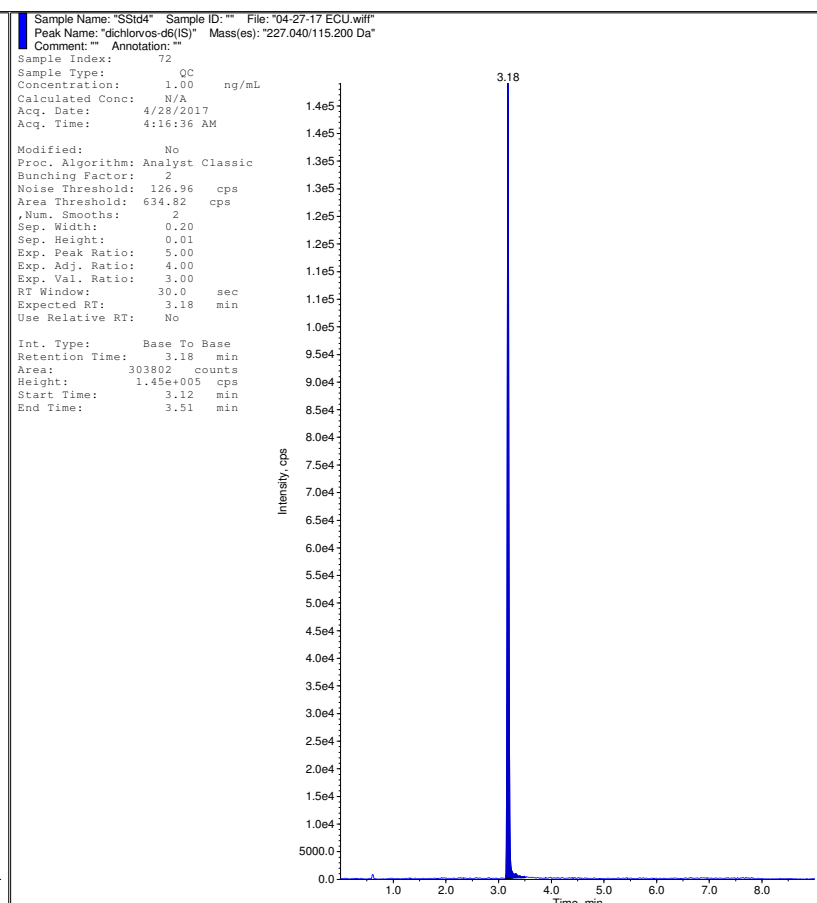 Sample Name: "SStd4" Sample ID: "" File: "04-27-17 ECU.wiff"
Peak Name: "dichlorvos-d6(IS)" Mass(es): "227.040/115.200 Da"
Comment: "" Annotation: ""
Sample Index: 72
Sample Type: QC
Concentration: 1.00 ng/mL
Calculated Conc: N/A
Acq. Date: 4/28/2017
Acq. Time: 4:16:36 AM
Modified: No
Proc. Algorithm: Analyst Classic
Bunching Factor: 2
Noise Threshold: 126.96 cps
Area Threshold: 634.82 cps
,Num. Smooths: 2
Sep. Width: 0.20
Sep. Height: 0.01
Exp. Peak Ratio: 5.00
Exp. Adj. Ratio: 4.00
Exp. Val. Ratio: 3.00
RT Window: 30.0 sec
Expected RT: 3.18 min
Use Relative RT: No
Int. Type: Base To Base
Retention Time: 3.18 min
Area: 303802 counts
Height: 1.45e+005 cps
Start Time: 3.12 min
End Time: 3.51 min
3.18
1.4e5
1.4e5
1.3e5
1.3e5
1.2e5
1.2e5
1.1e5
1.1e5
1.0e5
9.5e4
9.0e4
8.5e4
8.0e4
7.5e4
7.0e4
6.5e4
6.0e4
5.5e4
5.0e4
4.5e4
4.0e4
3.5e4
3.0e4
2.5e4
2.0e4
1.5e4
1.0e4
5000.0
0.0
Intensity, cps
1.0 2.0 3.0 4.0 5.0 6.0 7.0 8.0
Time, min